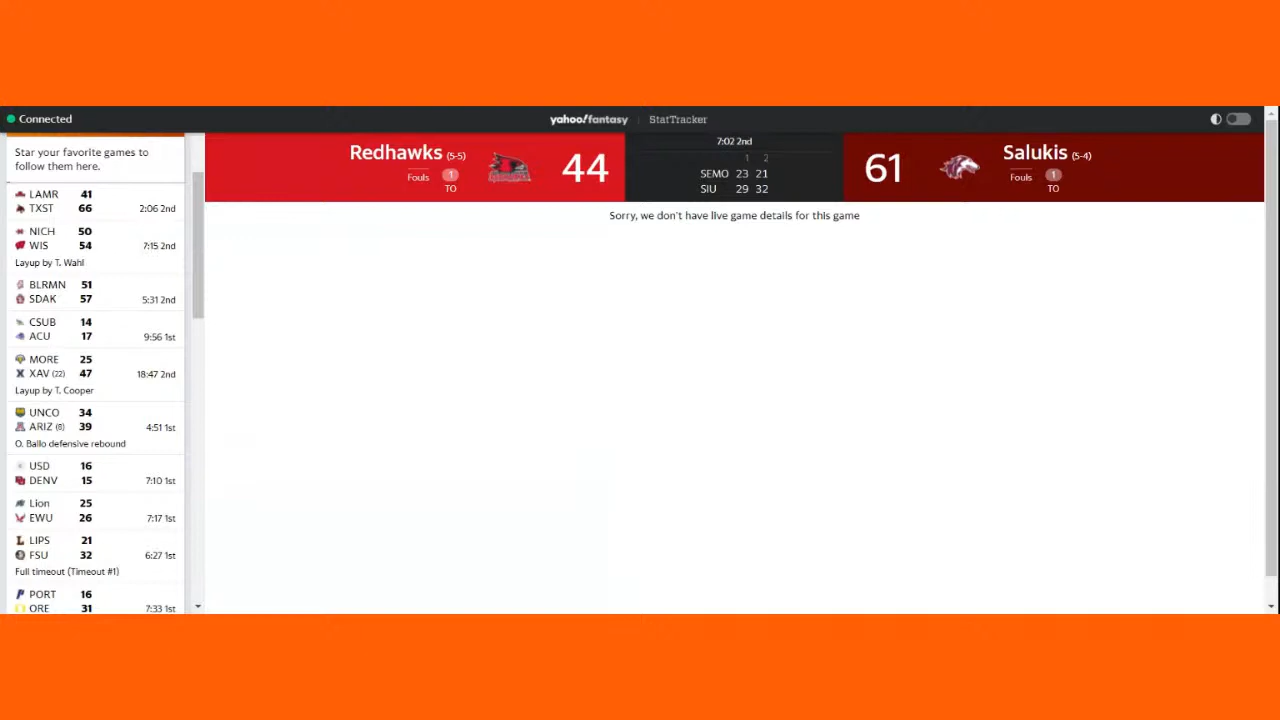 Connected
yahoo!fantasy StatTracker
Star your favorite games to
follow them here.
LAMR 41
TXST 66 2:06 2nd
NICH 50
WIS 54 7:15 2nd
Layup by T. Wahl
BLRMN 51
SDAK 57 5:31 2nd
CSUB 14
ACU 17 9:56 1st
MORE 25
XAV (22) 47 18:47 2nd
Layup by T. Cooper
UNCO 34
ARIZ (8) 39 4:51 1st
O. Ballo defensive rebound
USD 16
DENV 15 7:10 1st
Lion 25
EWU 26 7:17 1st
LIPS 21
FSU 32 6:27 1st
Full timeout (Timeout #1)
PORT 16
ORE 31 7:33 1st
Redhawks (5-5)
Fouls 1
TO
44
7:02 2nd
1 2
SEMO 23 21
SIU 29 32
61
Salukis (5-4)
Fouls 1
TO
Sorry, we don't have live game details for this game